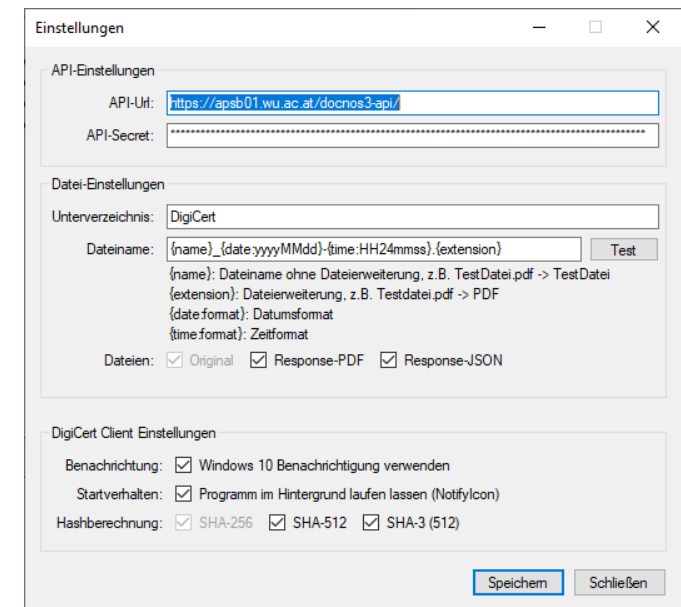 Einstellungen
API-Einstellungen
API-Url: https://apsb01.wu.ac.at/docnos3-api/
API-Secret: ****************************************************************************************************
Datei-Einstellungen
Unterverzeichnis: DigiCert
Dateiname: {name}_{date:yyyyMMdd}-{time:HH24mmss}.{extension} Test
{name}: Dateiname ohne Dateierweiterung, z.B. TestDatei.pdf -> TestDatei
{extension}: Dateierweiterung, z.B. Testdatei.pdf -> PDF
{date:format}: Datumsformat
{time:format}: Zeitformat
Dateien: Original Response-PDF Response-JSON
DigiCert Client Einstellungen
Benachrichtung: Windows 10 Benachrichtigung verwenden
Startverhalten: Programm im Hintergrund laufen lassen (NotifyIcon)
Hashberechnung: SHA-256 SHA-512 SHA-3 (512)
Speichern Schließen